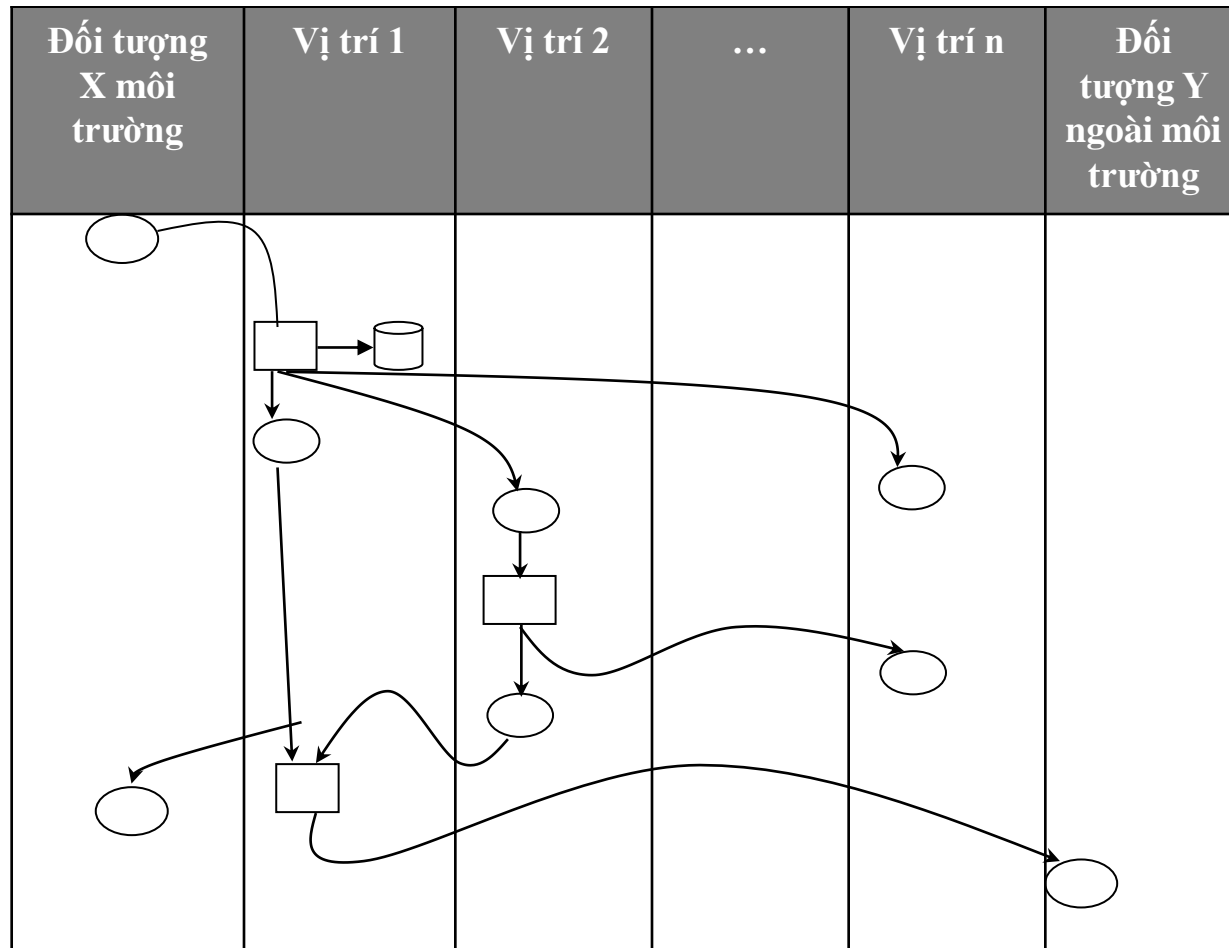 Đối tượng
X môi
trường
Vị trí 1
Vị trí 2
…
Vị trí n
Đối
tượng Y
ngoài môi
trường